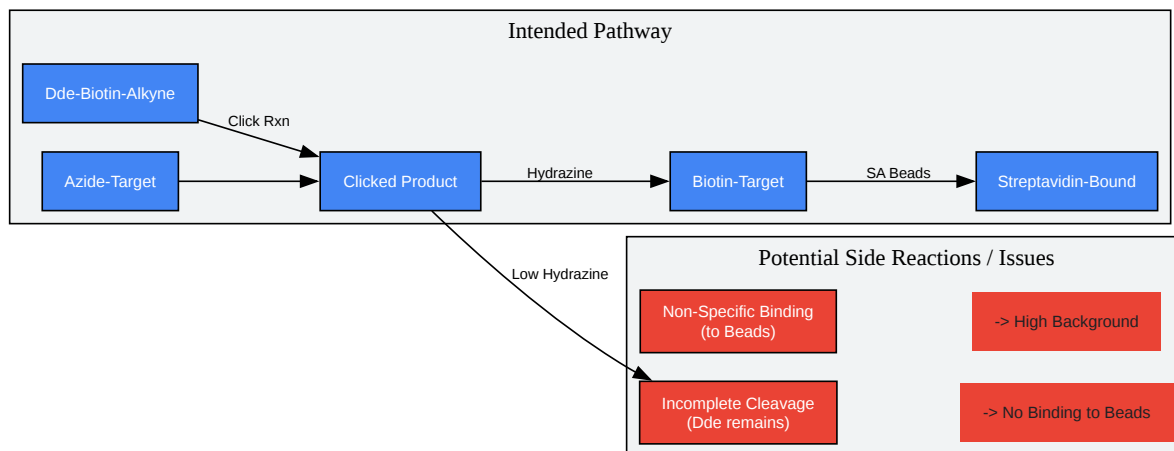 Intended Pathway
Dde-Biotin-Alkyne
Click Rxn
Azide-Target
Clicked Product
Hydrazine
Biotin-Target
SA Beads
Streptavidin-Bound
Low Hydrazine
Potential Side Reactions / Issues
Non-Specific Binding
(to Beads)
-> High Background
Incomplete Cleavage
(Dde remains)
-> No Binding to Beads